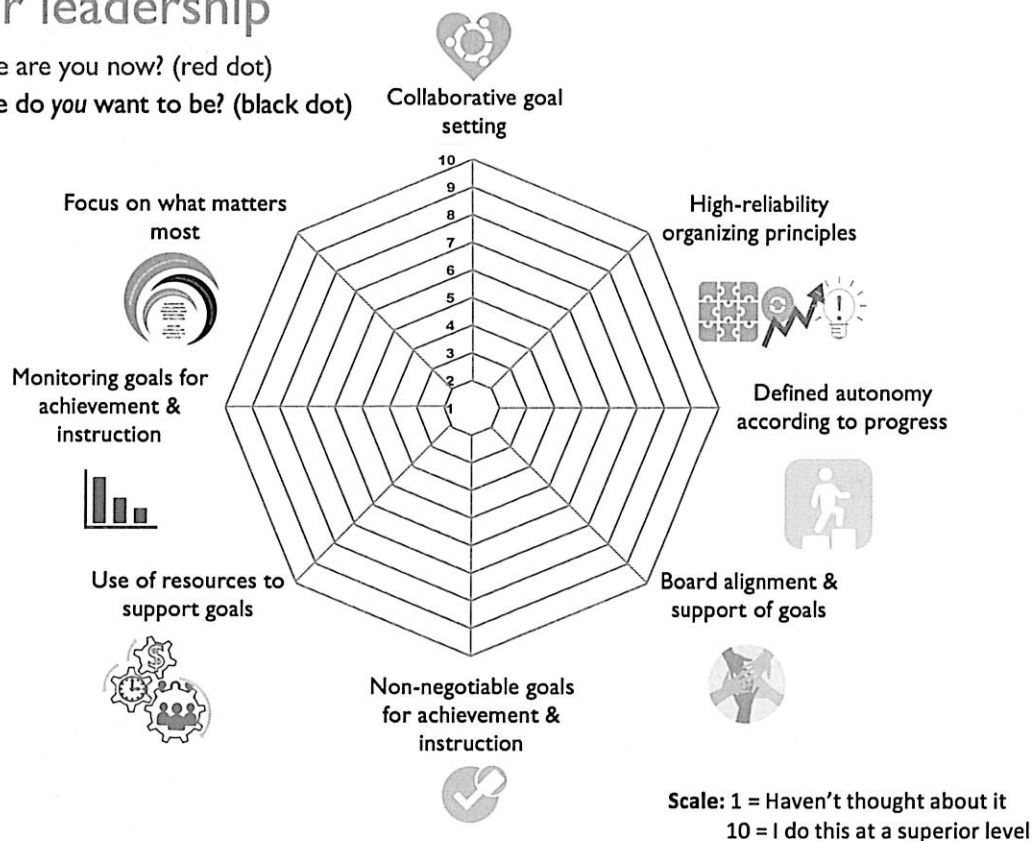 r leadership
e are you now? (red dot)
e do you want to be? (black dot)
Collaborative goal
setting
High-reliability
organizing principles
Defined autonomy
according to progress
Board alignment &
support of goals
Non-negotiable goals
for achievement &
instruction
Use of resources to
support goals
Monitoring goals for
achievement &
instruction
Focus on what matters
most
10
9
8
7
6
5
4
3
2
1
$
!
Scale: 1 = Haven't thought about it
10 = I do this at a superior level